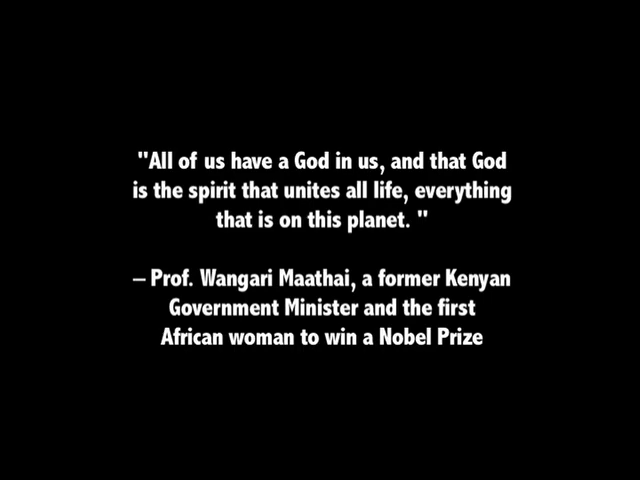 "All of us have a God in us, and that God
is the spirit that unites all life, everything
that is on this planet. "
– Prof. Wangari Maathai, a former Kenyan
Government Minister and the first
African woman to win a Nobel Prize